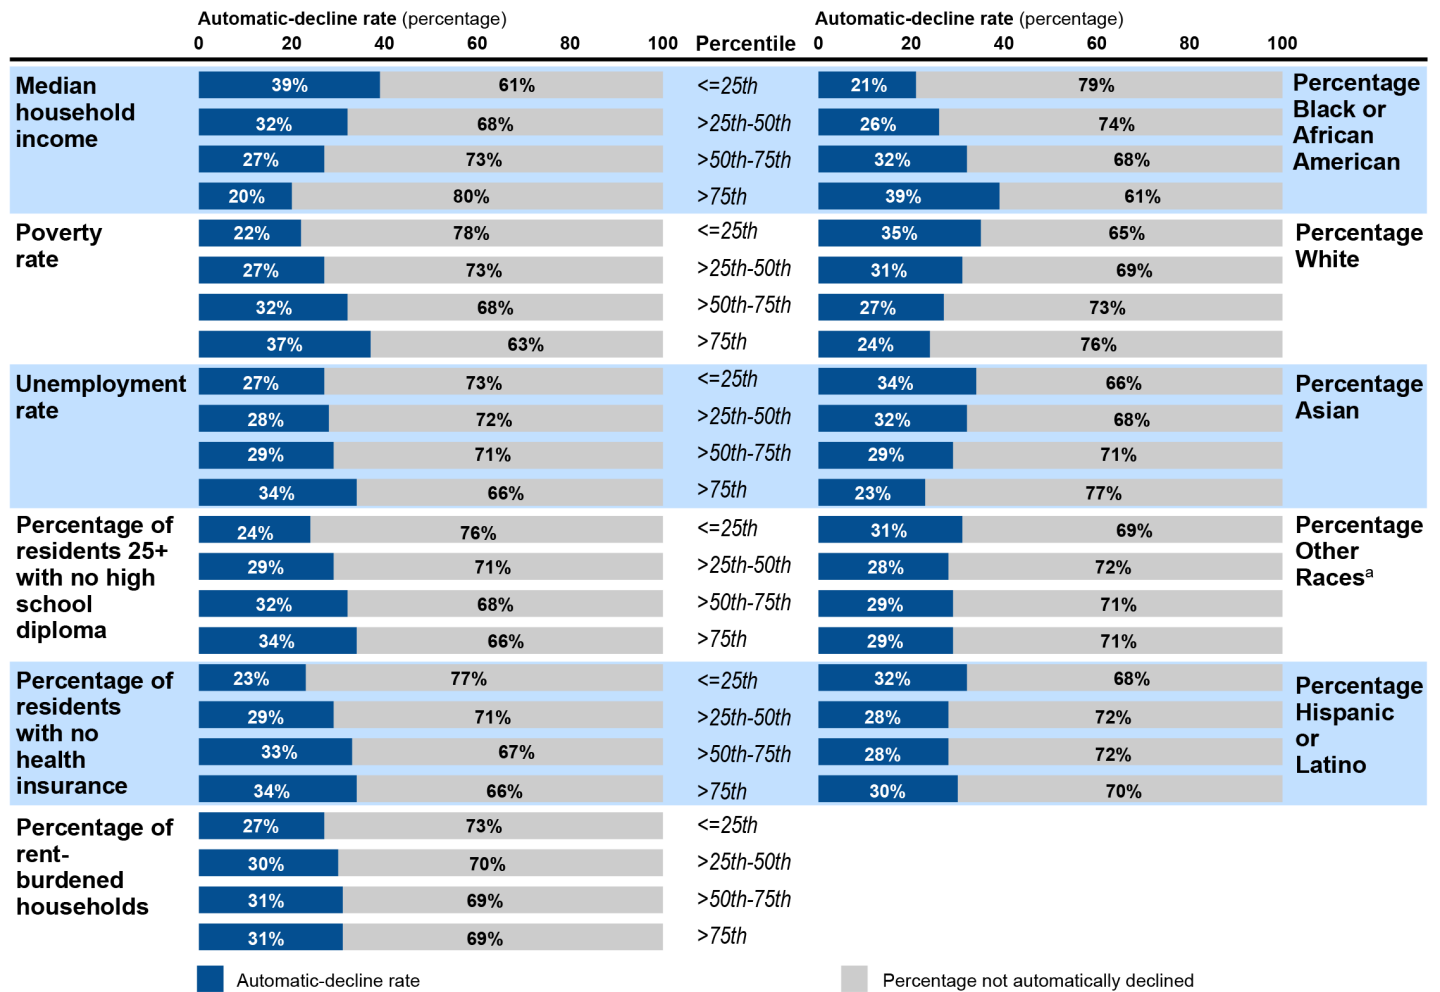 Automatic-decline rate (percentage) Automatic-decline rate (percentage)
0 20 40 60 80 100 Percentile 0 20 40 60 80 100
Median household income
39% 61% <=25th 21% 79%
32% 68% >25th-50th 26% 74%
27% 73% >50th-75th 32% 68%
20% 80% >75th 39% 61%
Percentage Black or African American
Poverty rate
22% 78% <=25th 35% 65%
27% 73% >25th-50th 31% 69%
32% 68% >50th-75th 27% 73%
37% 63% >75th 24% 76%
Percentage White
Unemployment rate
27% 73% <=25th 34% 66%
28% 72% >25th-50th 32% 68%
29% 71% >50th-75th 29% 71%
34% 66% >75th 23% 77%
Percentage Asian
Percentage of residents 25+ with no high school diploma
24% 76% <=25th 31% 69%
29% 71% >25th-50th 28% 72%
32% 68% >50th-75th 29% 71%
34% 66% >75th 29% 71%
Percentage Other Racesa
Percentage of residents with no health insurance
23% 77% <=25th 32% 68%
29% 71% >25th-50th 28% 72%
33% 67% >50th-75th 28% 72%
34% 66% >75th 30% 70%
Percentage Hispanic or Latino
Percentage of rent-burdened households
27% 73% <=25th
30% 70% >25th-50th
31% 69% >50th-75th
31% 69% >75th
Automatic-decline rate Percentage not automatically declined